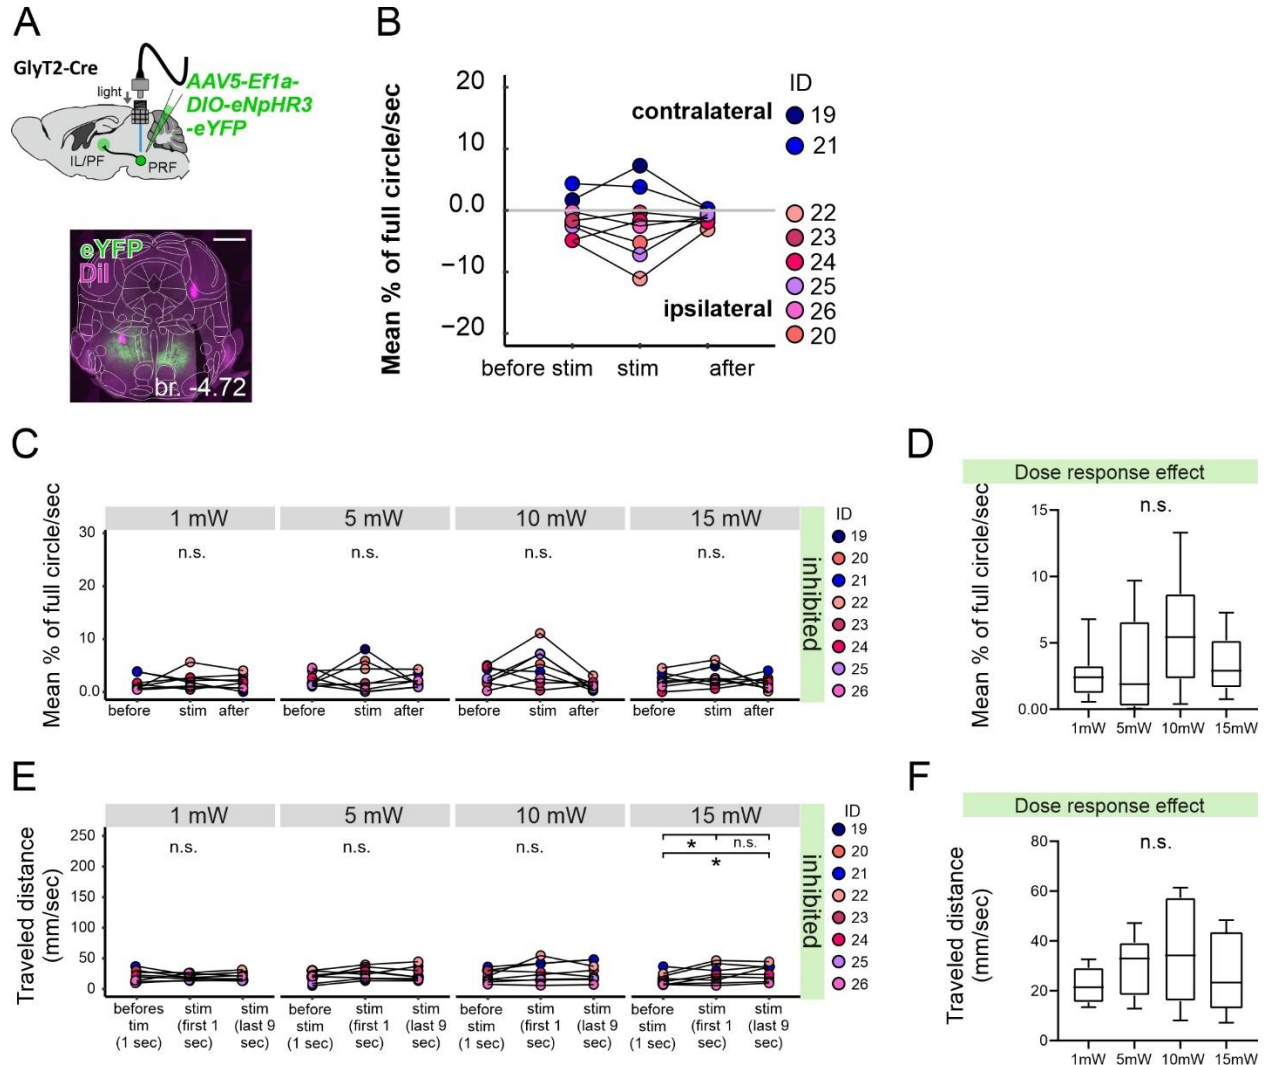 A
GlyT2-Cre
light
AAV5-Ef1a-
DIO-eNpHR3
-eYFP
IL/PF
PRF
eYFP
DiI
br. -4.72
B
Mean % of full circle/sec
20
10
0.0
−10
−20
contralateral
ipsilateral
before stim
stim
after
ID
19
21
22
23
24
25
26
20
C
Mean % of full circle/sec
30
20
10
0.0
1 mW
5 mW
10 mW
15 mW
n.s.
n.s.
n.s.
n.s.
before stim after
before stim after
before stim after
before stim after
inhibited
ID
19
20
21
22
23
24
25
26
D
Dose response effect
Mean % of full circle/sec
n.s.
15
10
5
0.00
1mW
5mW
10mW
15mW
E
Traveled distance
(mm/sec)
250
200
150
100
50
0
1 mW
5 mW
10 mW
15 mW
n.s.
n.s.
n.s.
* n.s.
*
befores
tim
(1 sec)
stim
(first 1
sec)
stim
(last 9
sec)
before
stim
(1 sec)
stim
(first 1
sec)
stim
(last 9
sec)
before
stim
(1 sec)
stim
(first 1
sec)
stim
(last 9
sec)
before
stim
(1 sec)
stim
(first 1
sec)
stim
(last 9
sec)
inhibited
ID
19
20
21
22
23
24
25
26
F
Dose response effect
Traveled distance
(mm/sec)
n.s.
80
60
40
20
0
1mW
5mW
10mW
15mW